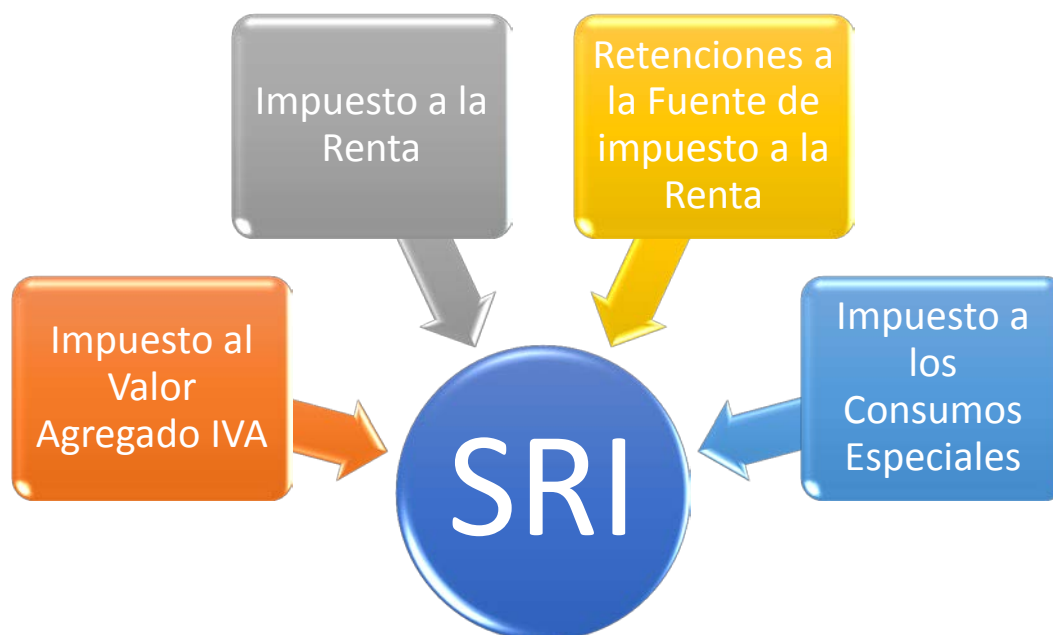 Impuesto al
Valor
Agregado IVA
Impuesto a la
Renta
Retenciones a
la Fuente de
impuesto a la
Renta
Impuesto a
los
Consumos
Especiales
SRI